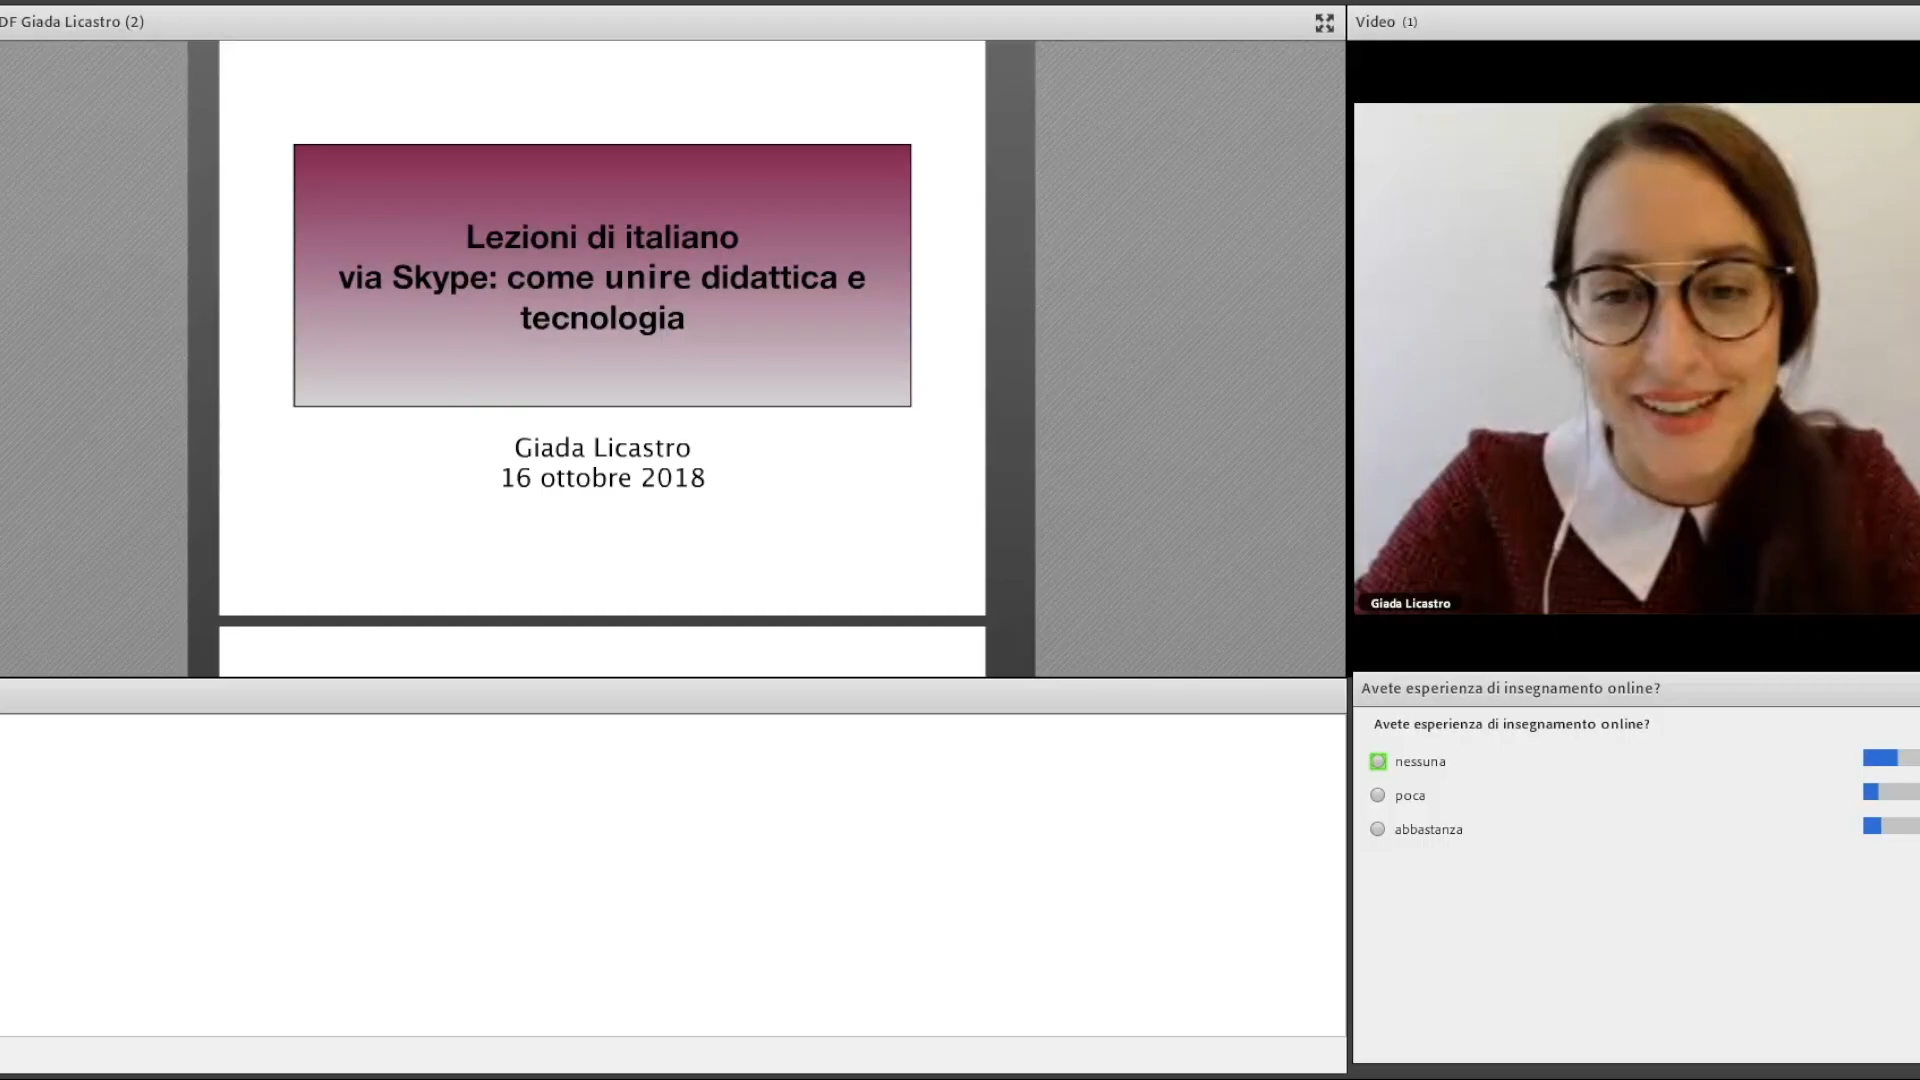 DF Giada Licastro (2)
Video (1)
Lezioni di italiano
via Skype: come unire didattica e
tecnologia
Giada Licastro
16 ottobre 2018
Giada Licastro
Avete esperienza di insegnamento online?
Avete esperienza di insegnamento online?
nessuna
poca
abbastanza